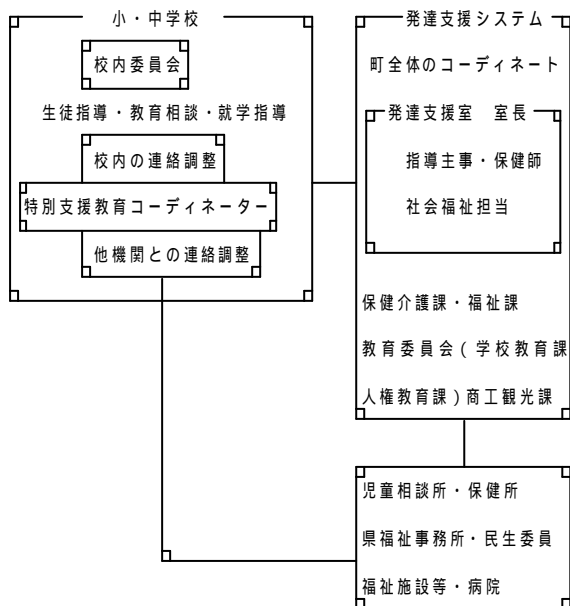 小・中学校
校内委員会
生徒指導・教育相談・就学指導
校内の連絡調整
特別支援教育コーディネーター
他機関との連絡調整
発達支援システム
町全体のコーディネート
発達支援室　室長
指導主事・保健師
社会福祉担当
保健介護課・福祉課
教育委員会(学校教育課
人権教育課)商工観光課
児童相談所・保健所
県福祉事務所・民生委員
福祉施設等・病院